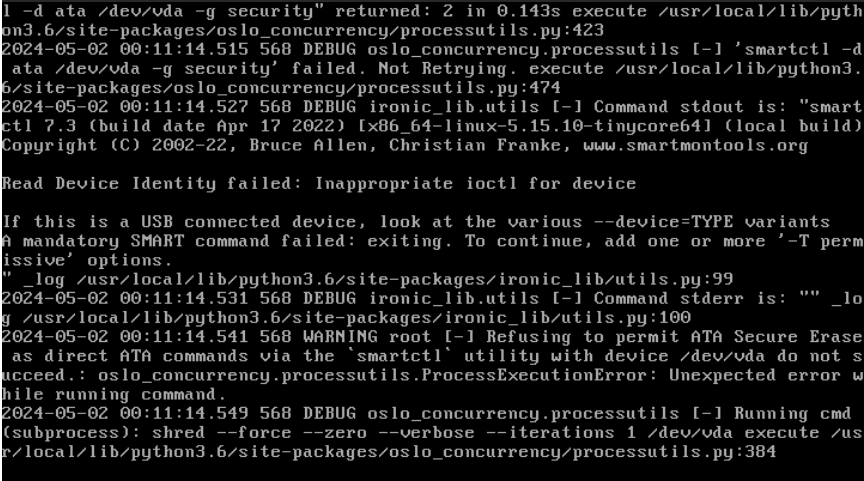 l -d ata /dev/vda -g security" returned: 2 in 0.143s execute /usr/local/lib/pyth
on3.6/site-packages/oslo_concurrency/processutils.py:423
2024-05-02 00:11:14.515 568 DEBUG oslo_concurrency.processutils [-] 'smartctl -d
 ata /dev/vda -g security' failed. Not Retrying. execute /usr/local/lib/python3.
6/site-packages/oslo_concurrency/processutils.py:474
2024-05-02 00:11:14.527 568 DEBUG ironic_lib.utils [-] Command stdout is: "smart
ctl 7.3 (build date Apr 17 2022) [x86_64-linux-5.15.10-tinycore64] (local build)
Copyright (C) 2002-22, Bruce Allen, Christian Franke, www.smartmontools.org
Read Device Identity failed: Inappropriate ioctl for device
If this is a USB connected device, look at the various --device=TYPE variants
A mandatory SMART command failed: exiting. To continue, add one or more '-T perm
issive' options.
" _log /usr/local/lib/python3.6/site-packages/ironic_lib/utils.py:99
2024-05-02 00:11:14.531 568 DEBUG ironic_lib.utils [-] Command stderr is: "" _lo
g /usr/local/lib/python3.6/site-packages/ironic_lib/utils.py:100
2024-05-02 00:11:14.541 568 WARNING root [-] Refusing to permit ATA Secure Erase
 as direct ATA commands via the `smartctl` utility with device /dev/vda do not s
ucceed.: oslo_concurrency.processutils.ProcessExecutionError: Unexpected error w
hile running command.
2024-05-02 00:11:14.549 568 DEBUG oslo_concurrency.processutils [-] Running cmd
(subprocess): shred --force --zero --verbose --iterations 1 /dev/vda execute /us
r/local/lib/python3.6/site-packages/oslo_concurrency/processutils.py:384